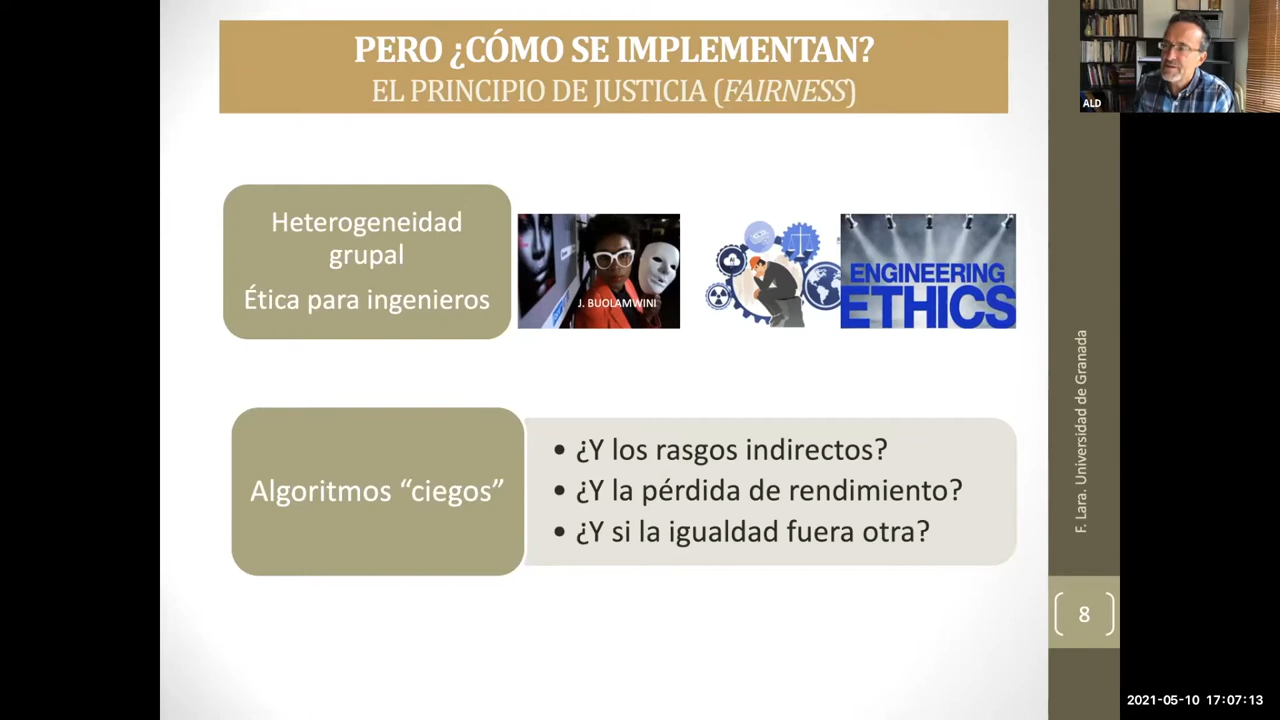 PERO ¿CÓMO SE IMPLEMENTAN?
EL PRINCIPIO DE JUSTICIA (FAIRNESS)
ALD
Heterogeneidad
grupal
Ética para ingenieros
J. BUOLAMWINI
ENGINEERING
ETHICS
Algoritmos “ciegos”
• ¿Y los rasgos indirectos?
• ¿Y la pérdida de rendimiento?
• ¿Y si la igualdad fuera otra?
F. Lara. Universidad de Granada
8
2021-05-10 17:07:13